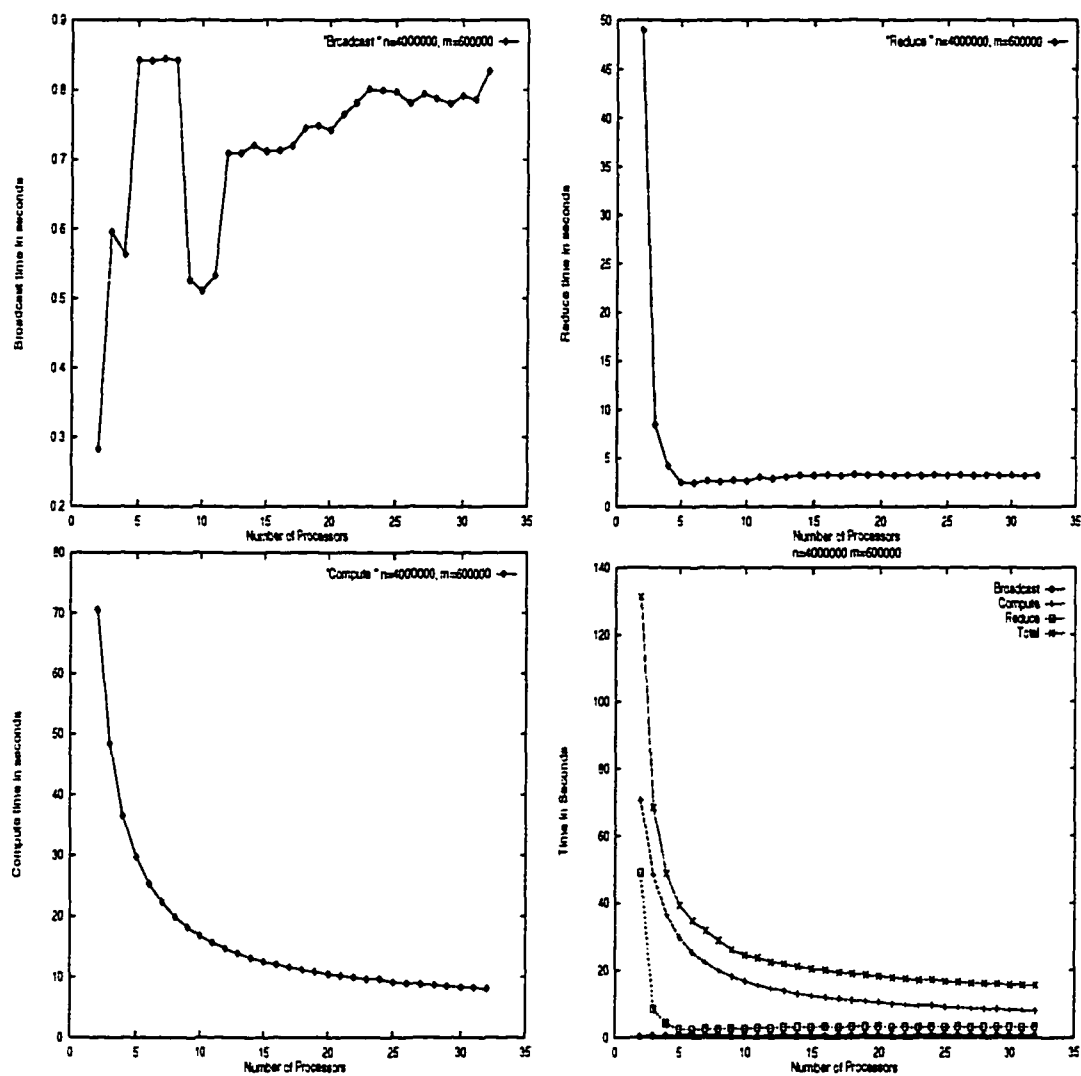 0.9
0.8
0.7
0.6
0.5
0.4
0.3
0.2
"Broadcast " n=4000000, m=600000
Broadcast time in seconds
0 5 10 15 20 25 30 35
Number of Processors
50
45
40
35
30
25
20
15
10
5
0
"Reduce " n=4000000, m=600000
Reduce time in seconds
0 5 10 15 20 25 30 35
Number of Processors
80
70
60
50
40
30
20
10
0
"Compute " n=4000000, m=600000
Compute time in seconds
0 5 10 15 20 25 30 35
Number of Processors
n=4000000 m=600000
140
120
100
80
60
40
20
0
Broadcast
Compute
Reduce
Total
Time in Seconds
0 5 10 15 20 25 30 35
Number of Processors